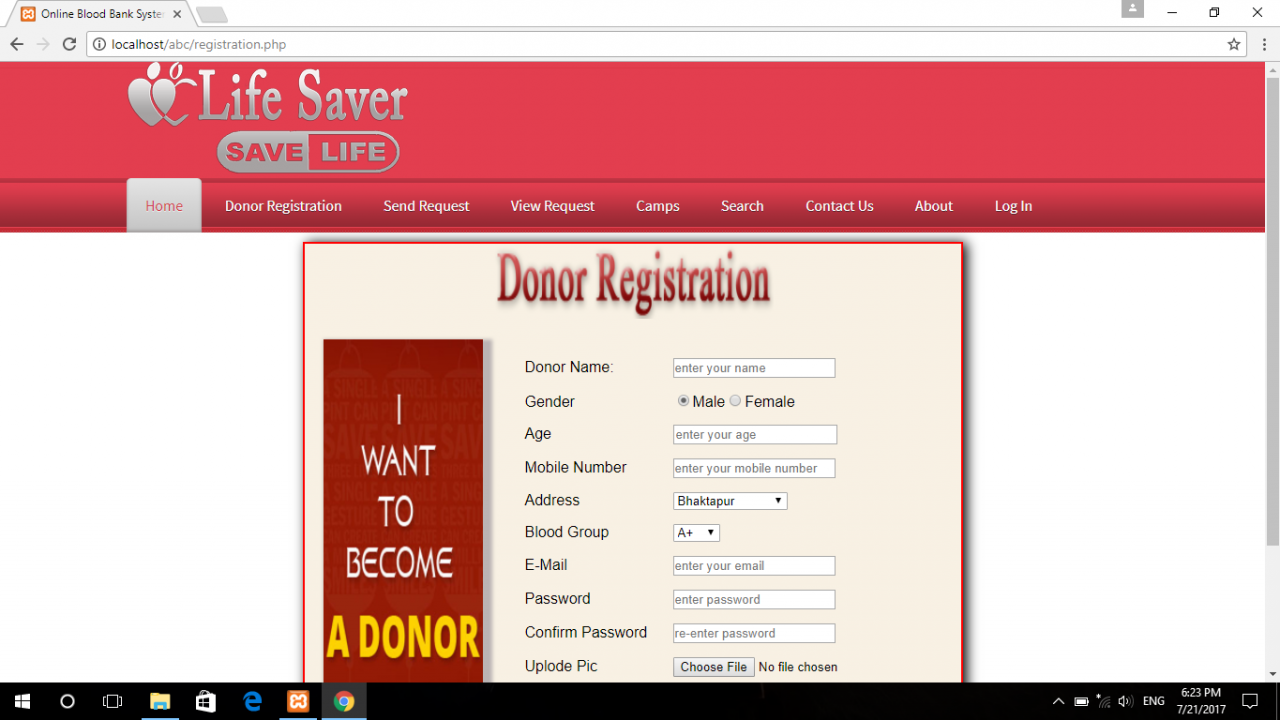 Online Blood Bank Syste
localhost/abc/registration.php
Life Saver
SAVE LIFE
Home Donor Registration Send Request View Request Camps Search Contact Us About Log In
Donor Registration
I
WANT
TO
BECOME
A DONOR
Donor Name: enter your name
Gender Male Female
Age enter your age
Mobile Number enter your mobile number
Address Bhaktapur
Blood Group A+
E-Mail enter your email
Password enter password
Confirm Password re-enter password
Uplode Pic Choose File No file chosen
ENG
6:23 PM
7/21/2017